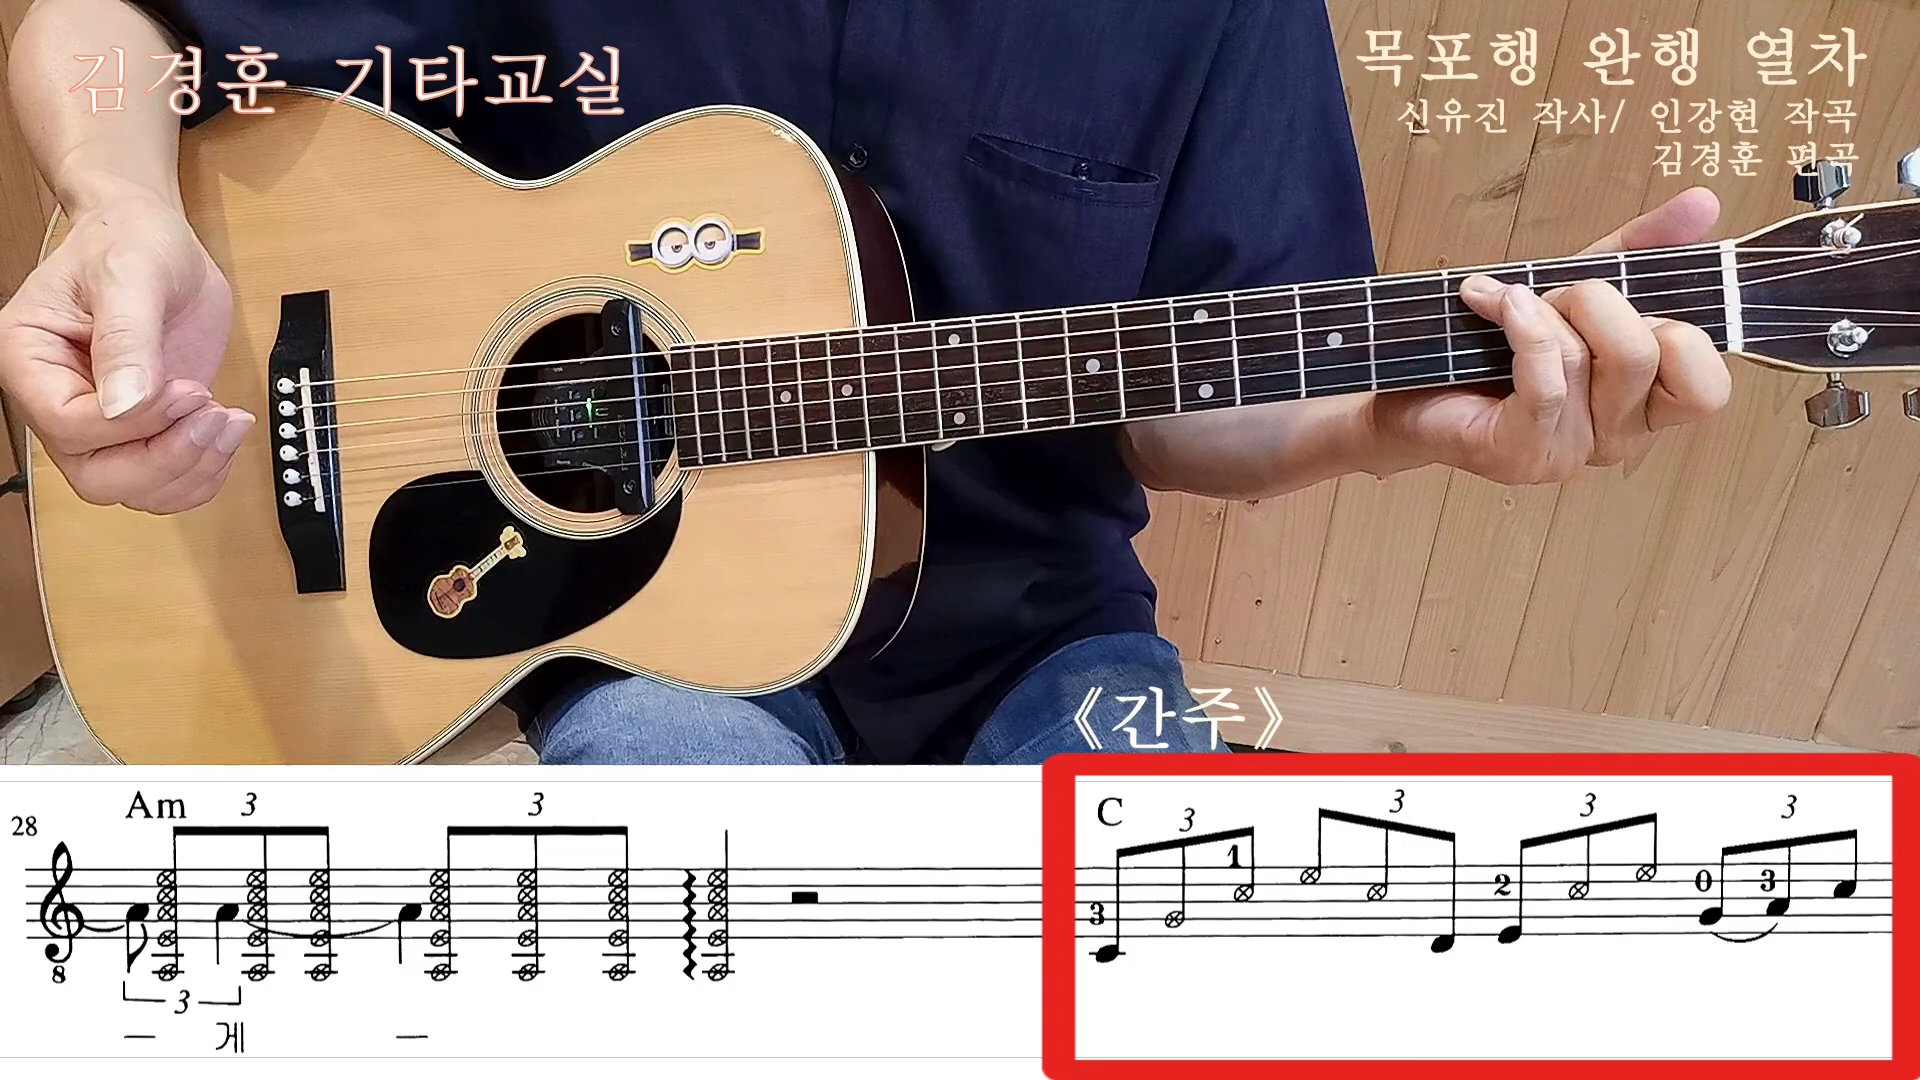 김경훈 기타교실
목포행 완행 열차
신유진 작사/ 인강현 작곡
김경훈 편곡
《간주》
28
Am 3 3
C 3 3 3 3
3 1 2 0 3
8
3
— 게 —